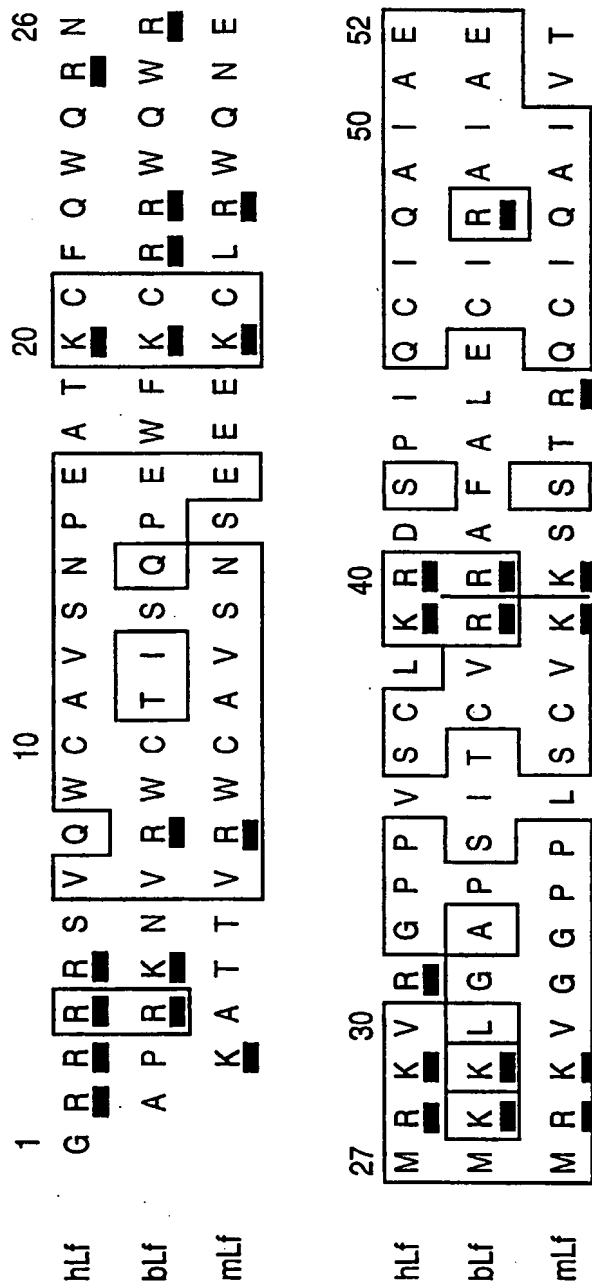 1 10 20 26
hLf G R R R R S V Q W C A V S N P E A T K C F Q W Q R N
bLf A P R K N V R W C T I S Q P E W F K C R R W Q W R
mLf K A T T V R W C A V S N S E E E K C L R W Q N E
27 30 40 50 52
hLf M R K V R G P P V S C L K R D S P I Q C I Q A I A E
bLf M K K L G A P S I T C V R R A F A L E C I R A I A E
mLf M R K V G G P P L S C V K K S S T R Q C I Q A I V T